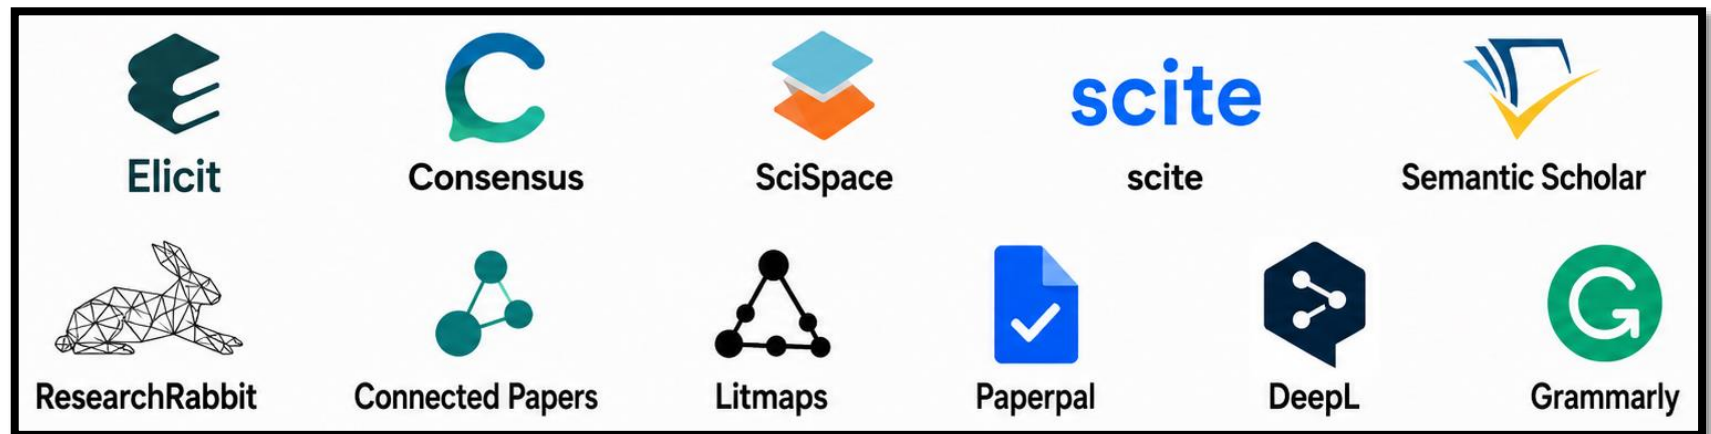 scite
Elicit Consensus SciSpace scite Semantic Scholar
ResearchRabbit Connected Papers Litmaps Paperpal DeepL Grammarly